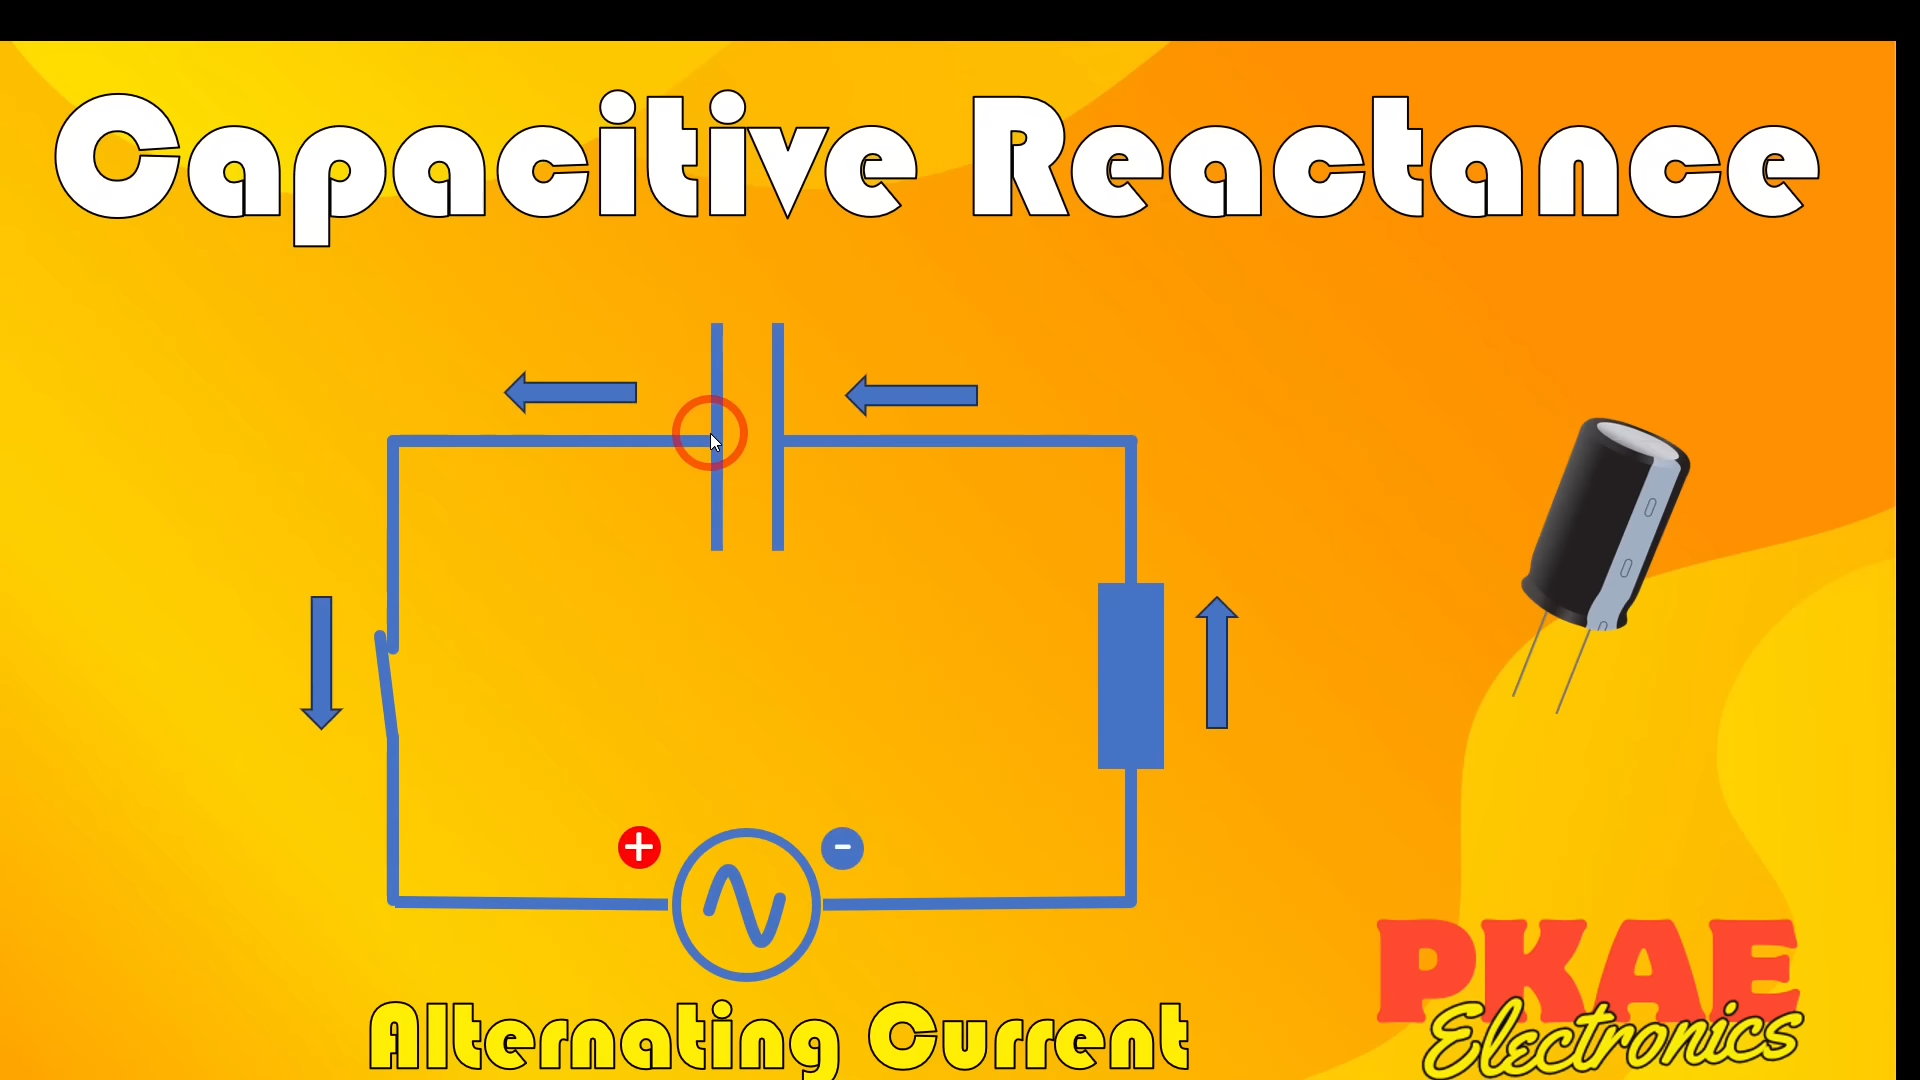 Capacitive Reactance
+
-
Alternating Current
PKAE
Electronics